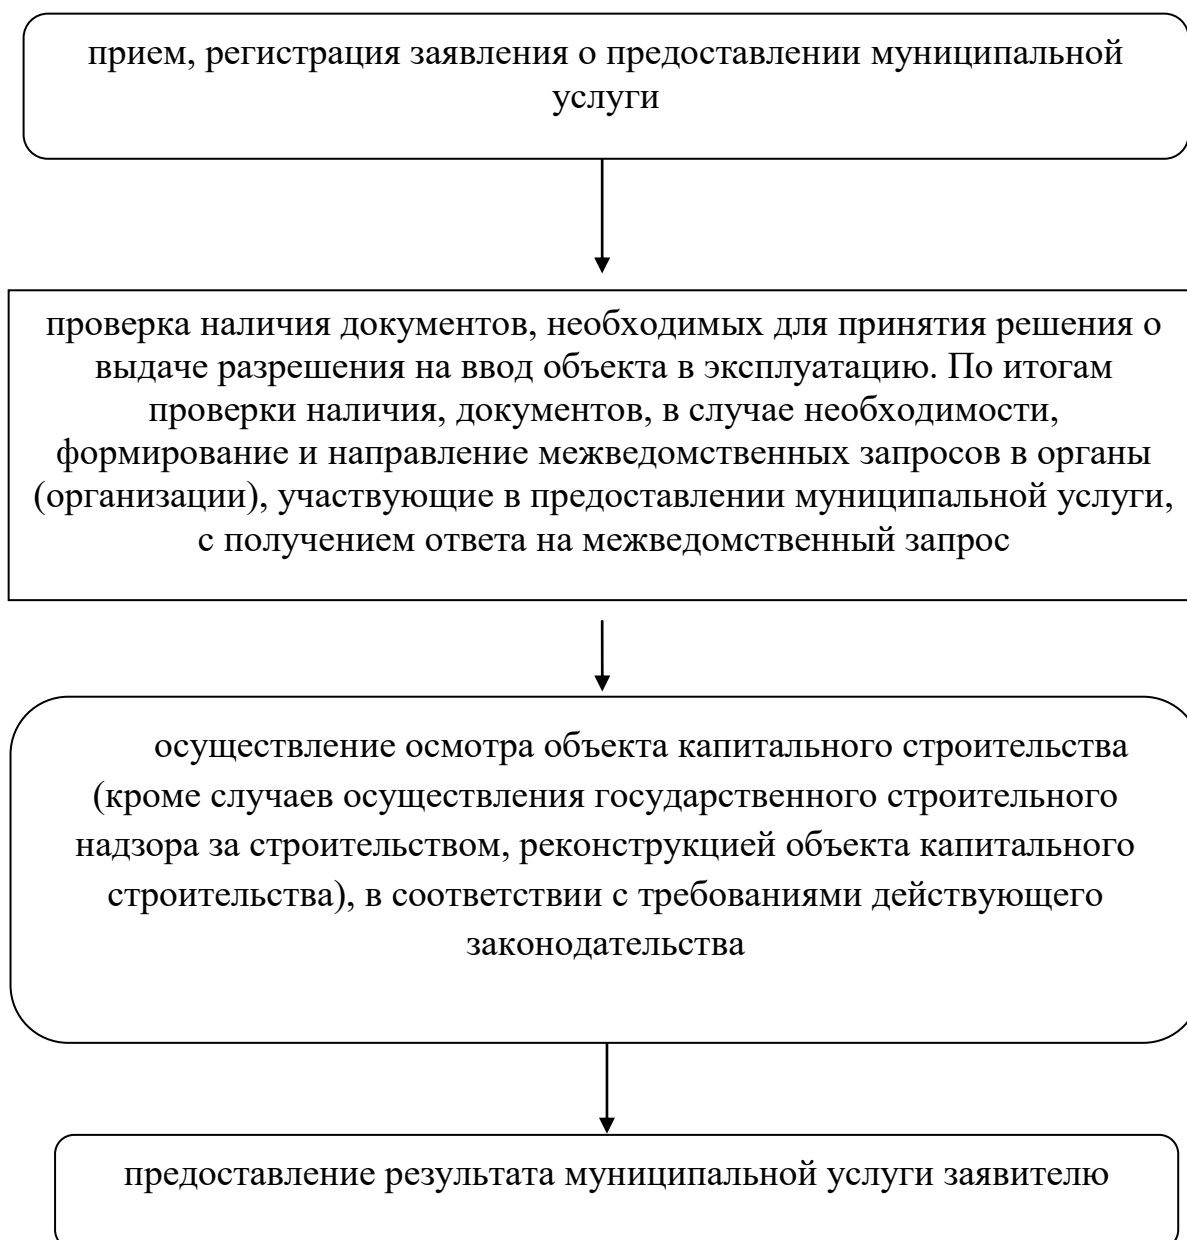 прием, регистрация заявления о предоставлении муниципальной
услуги
проверка наличия документов, необходимых для принятия решения о
выдаче разрешения на ввод объекта в эксплуатацию. По итогам
проверки наличия, документов, в случае необходимости,
формирование и направление межведомственных запросов в органы
(организации), участвующие в предоставлении муниципальной услуги,
с получением ответа на межведомственный запрос
осуществление осмотра объекта капитального строительства
(кроме случаев осуществления государственного строительного
надзора за строительством, реконструкцией объекта капитального
строительства), в соответствии с требованиями действующего
законодательства
предоставление результата муниципальной услуги заявителю